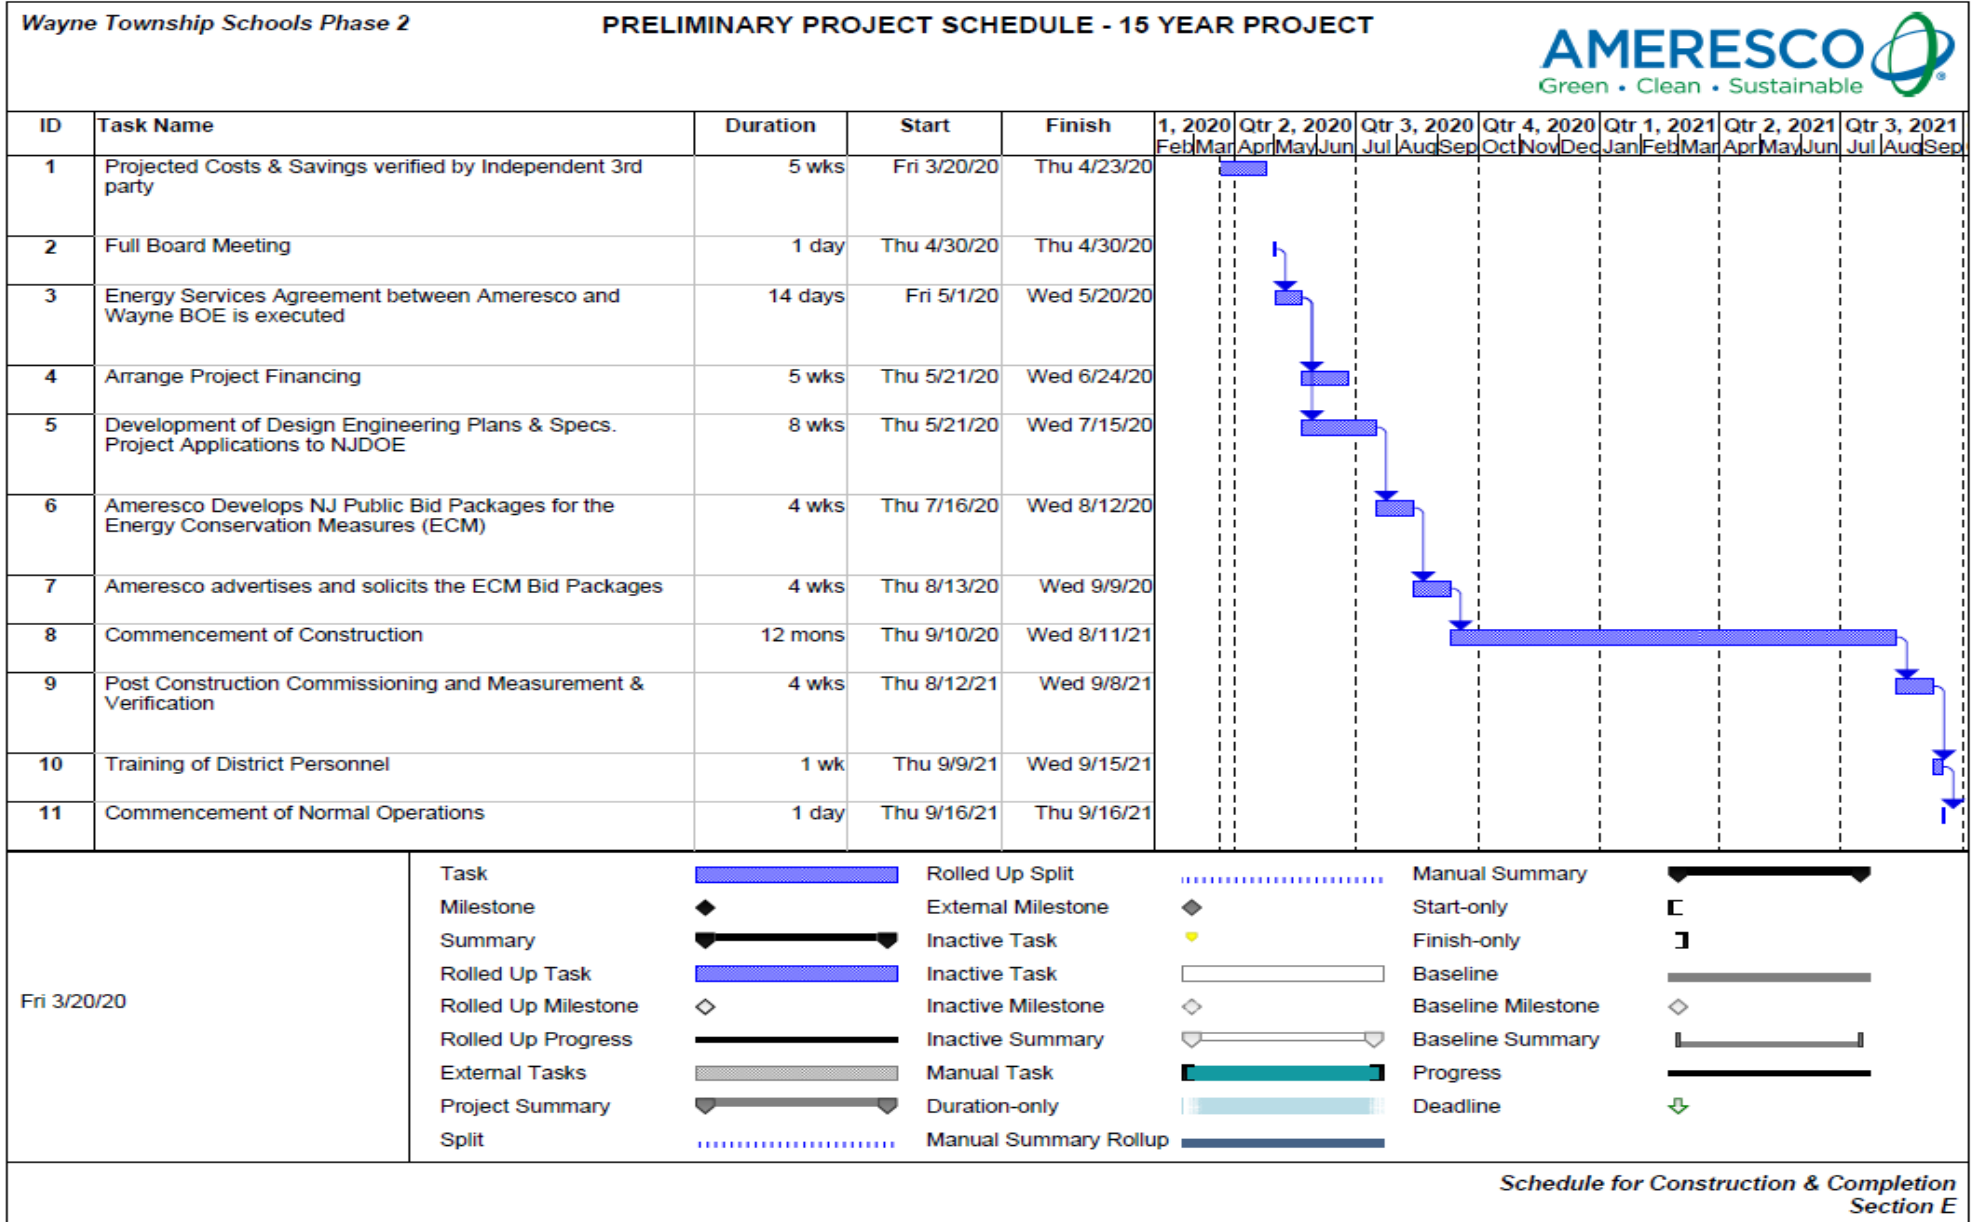 Wayne Township Schools Phase 2
PRELIMINARY PROJECT SCHEDULE - 15 YEAR PROJECT
AMERESCO
Green • Clean • Sustainable
ID Task Name Duration Start Finish 1, 2020 Qtr 2, 2020 Qtr 3, 2020 Qtr 4, 2020 Qtr 1, 2021 Qtr 2, 2021 Qtr 3, 2021
Feb Mar Apr May Jun Jul Aug Sep Oct Nov Dec Jan Feb Mar Apr May Jun Jul Aug Sep
1 Projected Costs & Savings verified by Independent 3rd 5 wks Fri 3/20/20 Thu 4/23/20
party
2 Full Board Meeting 1 day Thu 4/30/20 Thu 4/30/20
3 Energy Services Agreement between Ameresco and 14 days Fri 5/1/20 Wed 5/20/20
Wayne BOE is executed
4 Arrange Project Financing 5 wks Thu 5/21/20 Wed 6/24/20
5 Development of Design Engineering Plans & Specs. 8 wks Thu 5/21/20 Wed 7/15/20
Project Applications to NJDOE
6 Ameresco Develops NJ Public Bid Packages for the 4 wks Thu 7/16/20 Wed 8/12/20
Energy Conservation Measures (ECM)
7 Ameresco advertises and solicits the ECM Bid Packages 4 wks Thu 8/13/20 Wed 9/9/20
8 Commencement of Construction 12 mons Thu 9/10/20 Wed 8/11/21
9 Post Construction Commissioning and Measurement & 4 wks Thu 8/12/21 Wed 9/8/21
Verification
10 Training of District Personnel 1 wk Thu 9/9/21 Wed 9/15/21
11 Commencement of Normal Operations 1 day Thu 9/16/21 Thu 9/16/21
Fri 3/20/20
Task Rolled Up Split Manual Summary
Milestone External Milestone Start-only
Summary Inactive Task Finish-only
Rolled Up Task Inactive Task Baseline
Rolled Up Milestone Inactive Milestone Baseline Milestone
Rolled Up Progress Inactive Summary Baseline Summary
External Tasks Manual Task Progress
Project Summary Duration-only Deadline
Split Manual Summary Rollup
Schedule for Construction & Completion
Section E